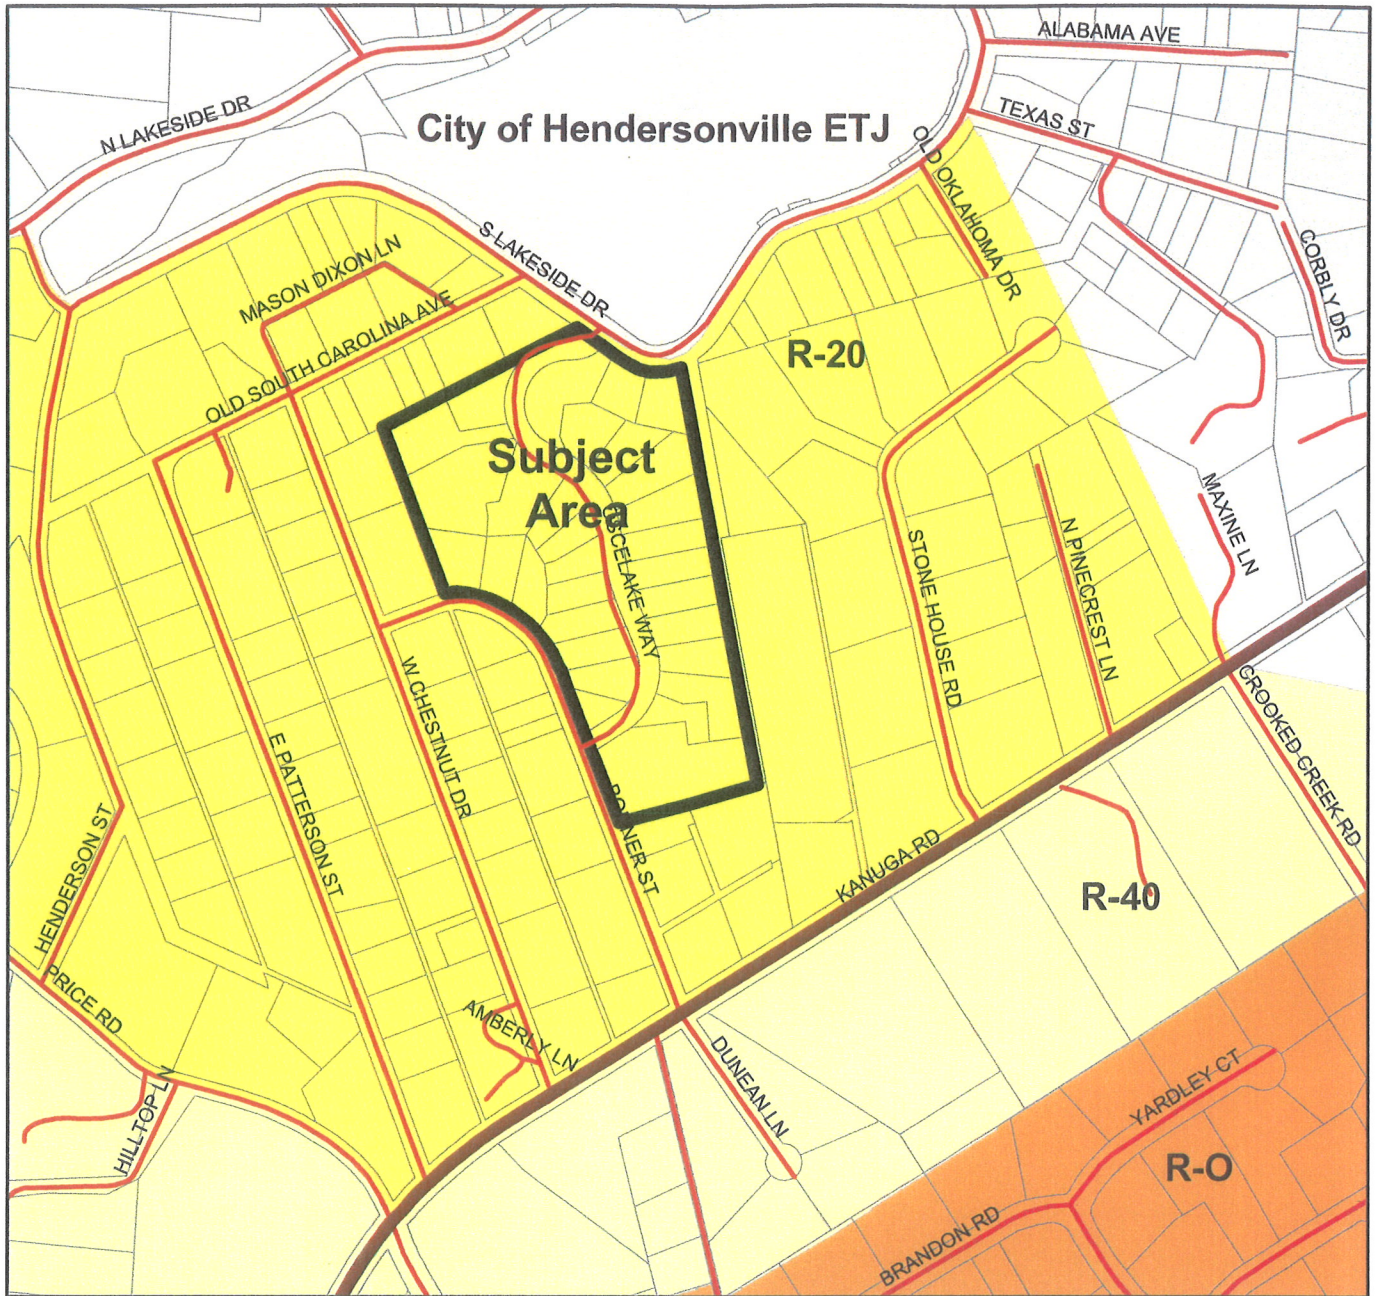 ALABAMA AVE
N LAKESIDE DR
City of Hendersonville ETJ
TEXAS ST
OLD OKLAHOMA DR
S LAKESIDE DR
CORBLY DR
MASON DIXON LN
OLD SOUTH CAROLINA AVE
R-20
Subject
Area
WAY
MAXINE LN
N PINECREST LN
STONE HOUSE RD
W CHESTNUT DR
CROOKED CREEK RD
E PATTERSON ST
ST
HENDERSON ST
KANUGA RD
R-40
PRICE RD
AMBERLY LN
DUNEAN LN
HILLTOP LN
YARDLEY CT
R-O
BRANDON RD